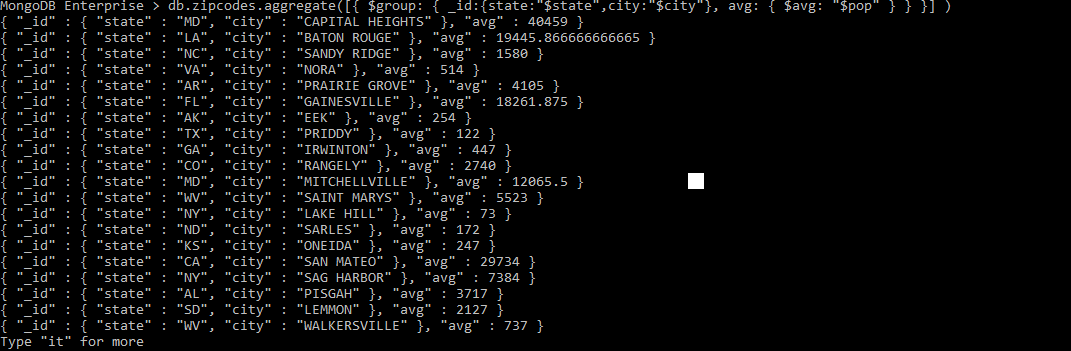 MongoDB Enterprise > db.zipcodes.aggregate([{ $group: { _id:{state:"$state",city:"$city"}, avg: { $avg: "$pop" } } }] )
{ "_id" : { "state" : "MD", "city" : "CAPITAL HEIGHTS" }, "avg" : 40459 }
{ "_id" : { "state" : "LA", "city" : "BATON ROUGE" }, "avg" : 19445.866666666665 }
{ "_id" : { "state" : "NC", "city" : "SANDY RIDGE" }, "avg" : 1580 }
{ "_id" : { "state" : "VA", "city" : "NORA" }, "avg" : 514 }
{ "_id" : { "state" : "AR", "city" : "PRAIRIE GROVE" }, "avg" : 4105 }
{ "_id" : { "state" : "FL", "city" : "GAINESVILLE" }, "avg" : 18261.875 }
{ "_id" : { "state" : "AK", "city" : "EEK" }, "avg" : 254 }
{ "_id" : { "state" : "TX", "city" : "PRIDDY" }, "avg" : 122 }
{ "_id" : { "state" : "GA", "city" : "IRWINTON" }, "avg" : 447 }
{ "_id" : { "state" : "CO", "city" : "RANGELY" }, "avg" : 2740 }
{ "_id" : { "state" : "MD", "city" : "MITCHELLVILLE" }, "avg" : 12065.5 }
{ "_id" : { "state" : "WV", "city" : "SAINT MARYS" }, "avg" : 5523 }
{ "_id" : { "state" : "NY", "city" : "LAKE HILL" }, "avg" : 73 }
{ "_id" : { "state" : "ND", "city" : "SARLES" }, "avg" : 172 }
{ "_id" : { "state" : "KS", "city" : "ONEIDA" }, "avg" : 247 }
{ "_id" : { "state" : "CA", "city" : "SAN MATEO" }, "avg" : 29734 }
{ "_id" : { "state" : "NY", "city" : "SAG HARBOR" }, "avg" : 7384 }
{ "_id" : { "state" : "AL", "city" : "PISGAH" }, "avg" : 3717 }
{ "_id" : { "state" : "SD", "city" : "LEMMON" }, "avg" : 2127 }
{ "_id" : { "state" : "WV", "city" : "WALKERSVILLE" }, "avg" : 737 }
Type "it" for more